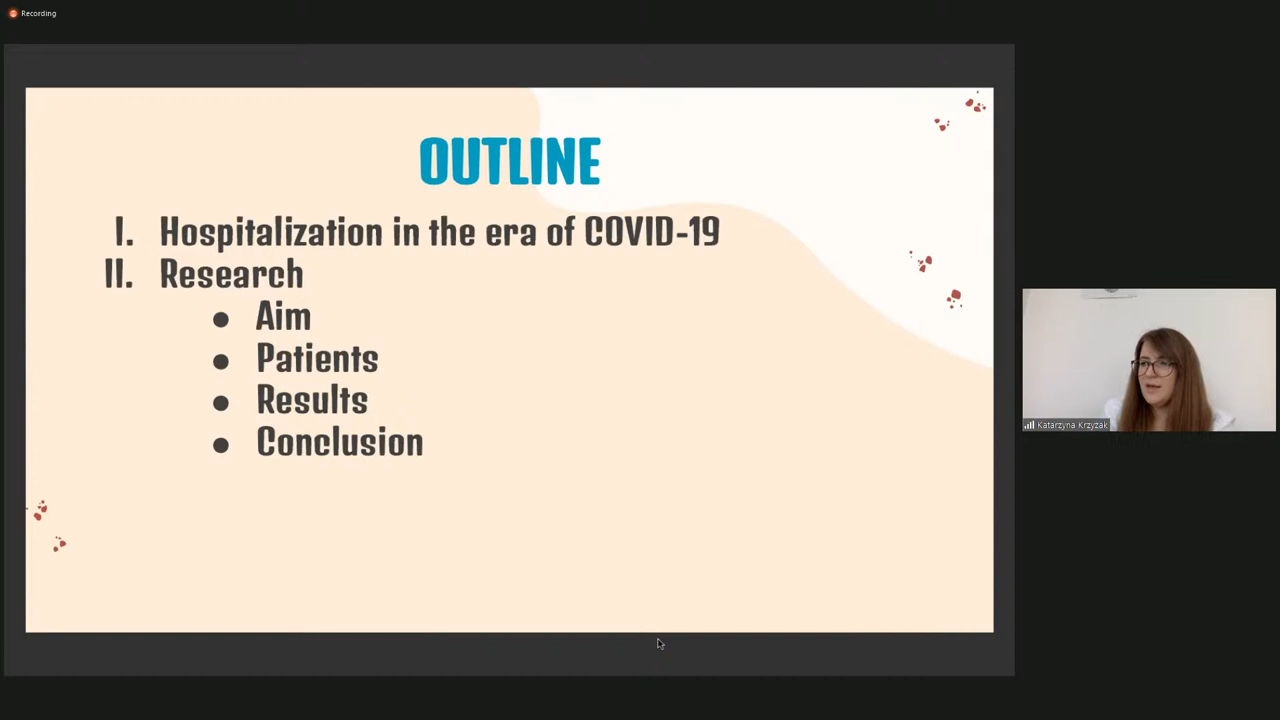 Recording
OUTLINE
I. Hospitalization in the era of COVID-19
II. Research
● Aim
● Patients
● Results
● Conclusion
Katarzyna Krzyżak